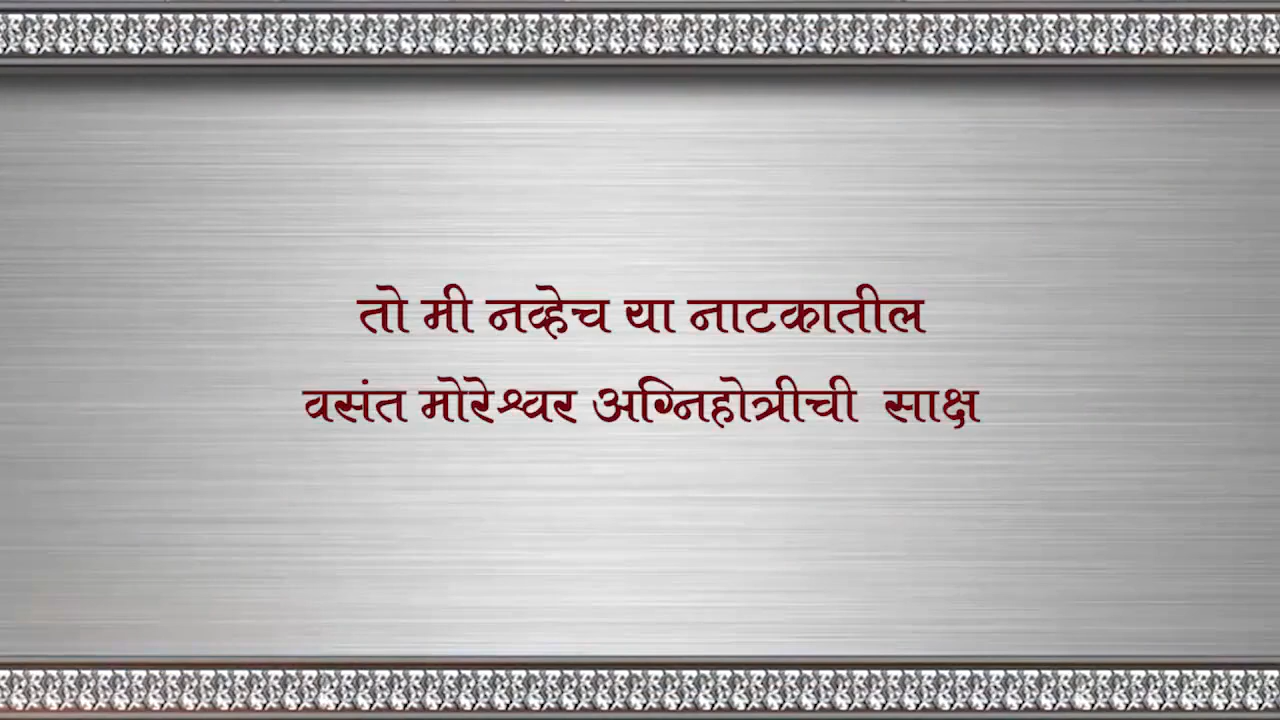 तो मी नव्हेच या नाटकातील
वसंत मोरेश्वर अग्निहोत्रीची साक्ष